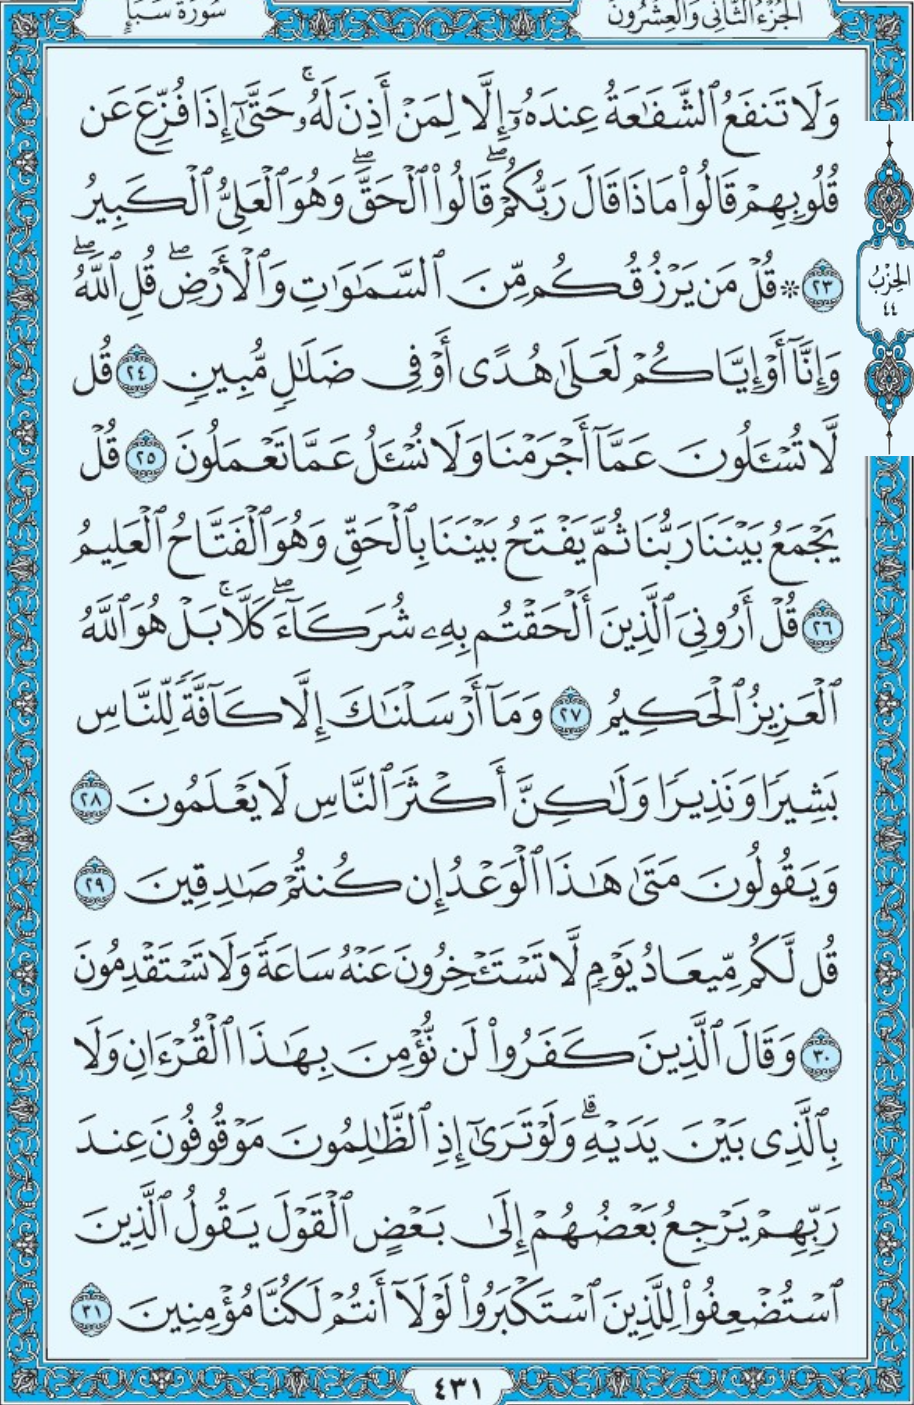 الجُزْءُ الثَّانِي وَالعِشْرُونَ
سُورَةُ سَبَإٍ
وَلَا تَنفَعُ ٱلشَّفَـٰعَةُ عِندَهُۥٓ إِلَّا لِمَنْ أَذِنَ لَهُۥۚ حَتَّىٰٓ إِذَا فُزِّعَ عَن
قُلُوبِهِمْ قَالُواْ مَاذَا قَالَ رَبُّكُمْۖ قَالُواْ ٱلْحَقَّۖ وَهُوَ ٱلْعَلِىُّ ٱلْكَبِيرُ
٢٣ ۞ قُلْ مَن يَرْزُقُكُم مِّنَ ٱلسَّمَـٰوَٰتِ وَٱلْأَرْضِۖ قُلِ ٱللَّهُۖ
وَإِنَّآ أَوْ إِيَّاكُمْ لَعَلَىٰ هُدًى أَوْ فِى ضَلَـٰلٍ مُّبِينٍ ٢٤ قُل
لَّا تُسْـَٔلُونَ عَمَّآ أَجْرَمْنَا وَلَا نُسْـَٔلُ عَمَّا تَعْمَلُونَ ٢٥ قُلْ
يَجْمَعُ بَيْنَنَا رَبُّنَا ثُمَّ يَفْتَحُ بَيْنَنَا بِٱلْحَقِّ وَهُوَ ٱلْفَتَّاحُ ٱلْعَلِيمُ
٢٦ قُلْ أَرُونِىَ ٱلَّذِينَ أَلْحَقْتُم بِهِۦ شُرَكَآءَۖ كَلَّاۚ بَلْ هُوَ ٱللَّهُ
ٱلْعَزِيزُ ٱلْحَكِيمُ ٢٧ وَمَآ أَرْسَلْنَـٰكَ إِلَّا كَآفَّةً لِّلنَّاسِ
بَشِيرًا وَنَذِيرًا وَلَـٰكِنَّ أَكْثَرَ ٱلنَّاسِ لَا يَعْلَمُونَ ٢٨
وَيَقُولُونَ مَتَىٰ هَـٰذَا ٱلْوَعْدُ إِن كُنتُمْ صَـٰدِقِينَ ٢٩
قُل لَّكُم مِّيعَادُ يَوْمٍ لَّا تَسْتَـْٔخِرُونَ عَنْهُ سَاعَةً وَلَا تَسْتَقْدِمُونَ
٣٠ وَقَالَ ٱلَّذِينَ كَفَرُواْ لَن نُّؤْمِنَ بِهَـٰذَا ٱلْقُرْءَانِ وَلَا
بِٱلَّذِى بَيْنَ يَدَيْهِۗ وَلَوْ تَرَىٰٓ إِذِ ٱلظَّـٰلِمُونَ مَوْقُوفُونَ عِندَ
رَبِّهِمْ يَرْجِعُ بَعْضُهُمْ إِلَىٰ بَعْضٍ ٱلْقَوْلَ يَقُولُ ٱلَّذِينَ
ٱسْتُضْعِفُواْ لِلَّذِينَ ٱسْتَكْبَرُواْ لَوْلَآ أَنتُمْ لَكُنَّا مُؤْمِنِينَ ٣١
الحِزْبُ
٤٤
٤٣١